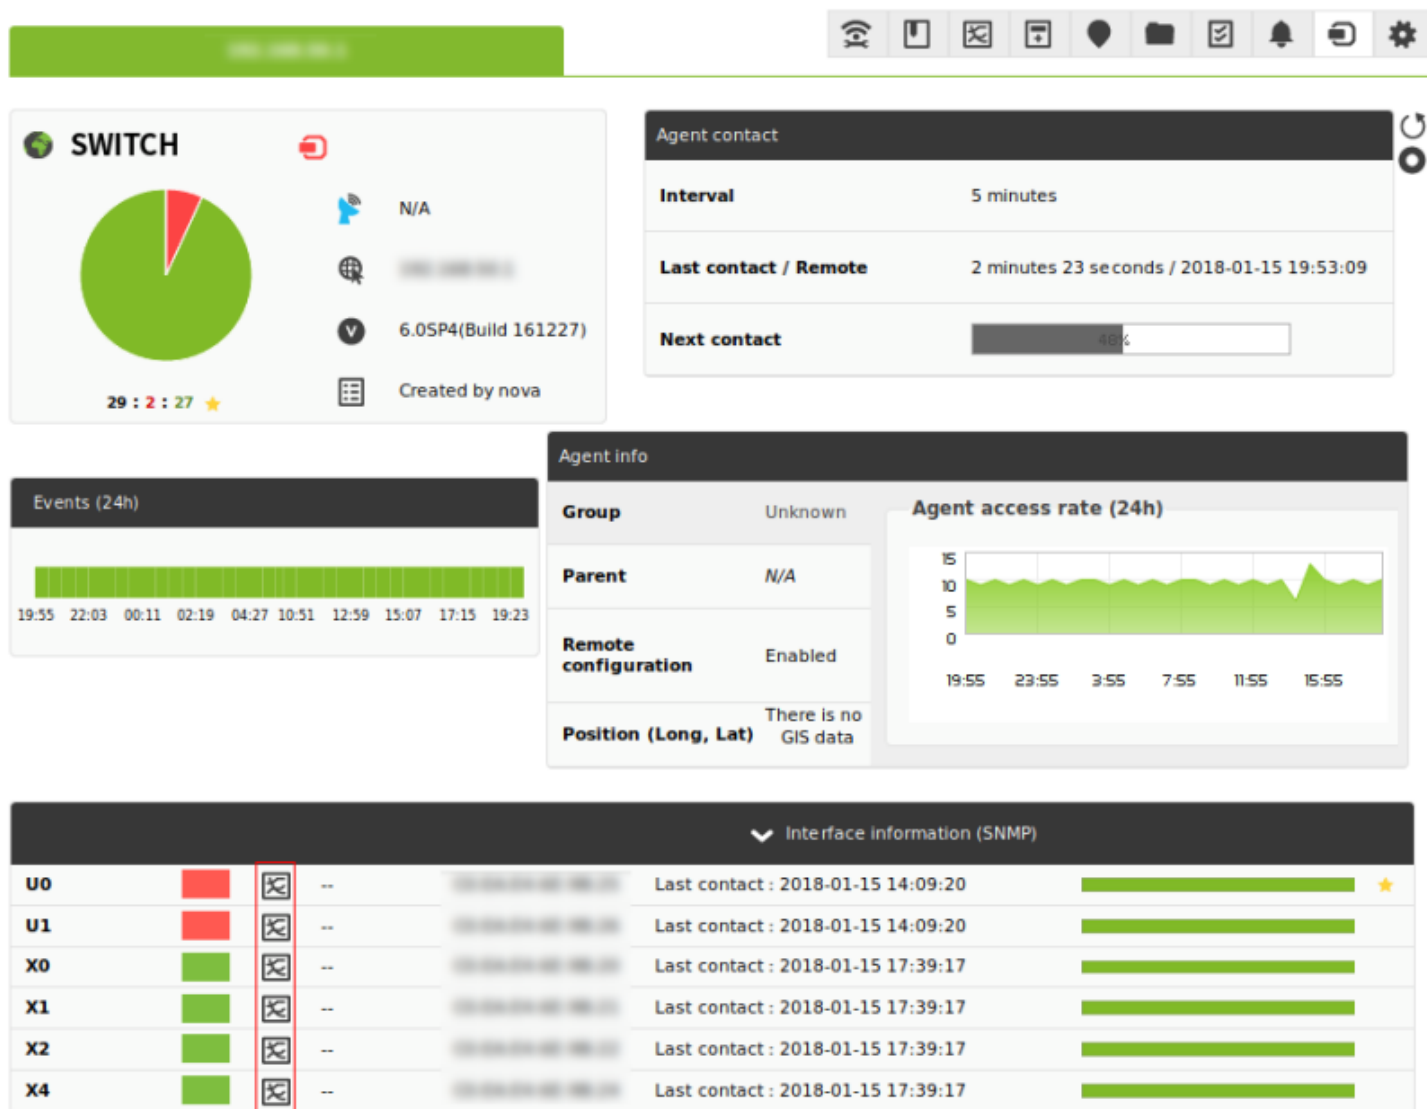 SWITCH
N/A
6.0SP4(Build 161227)
Created by nova
29 : 2 : 27
Agent contact
Interval 5 minutes
Last contact / Remote 2 minutes 23 seconds / 2018-01-15 19:53:09
Next contact 48%
Events (24h)
19:55 22:03 00:11 02:19 04:27 10:51 12:59 15:07 17:15 19:23
Agent info
Group Unknown
Parent N/A
Remote
configuration Enabled
Position (Long, Lat) There is no
GIS data
Agent access rate (24h)
15
10
5
0
19:55 23:55 3:55 7:55 11:55 15:55
Interface information (SNMP)
U0 -- Last contact : 2018-01-15 14:09:20
U1 -- Last contact : 2018-01-15 14:09:20
X0 -- Last contact : 2018-01-15 17:39:17
X1 -- Last contact : 2018-01-15 17:39:17
X2 -- Last contact : 2018-01-15 17:39:17
X4 -- Last contact : 2018-01-15 17:39:17